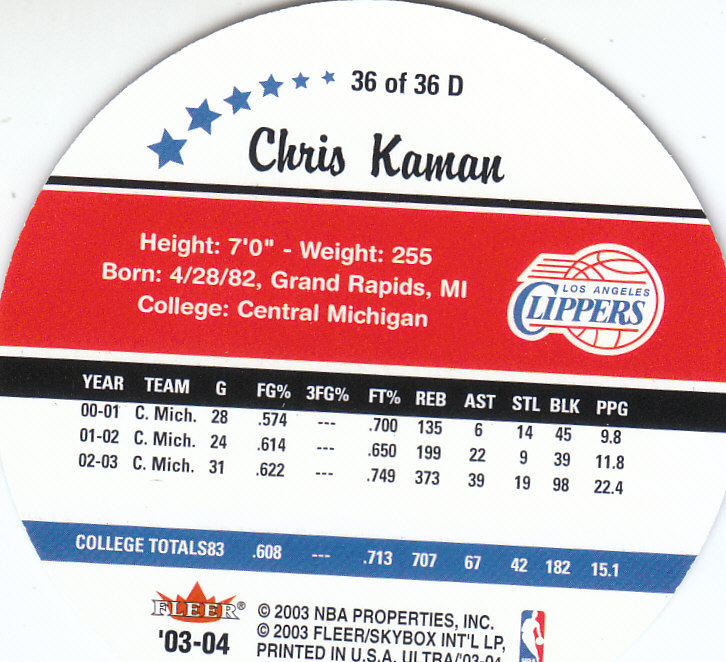 36 of 36 D
Chris Kaman
Height: 7'0" - Weight: 255
Born: 4/28/82, Grand Rapids, MI
College: Central Michigan
LOS ANGELES
CLIPPERS
YEAR TEAM G FG% 3FG% FT% REB AST STL BLK PPG
00-01 C. Mich. 28 .574 --- .700 135 6 14 45 9.8
01-02 C. Mich. 24 .614 --- .650 199 22 9 39 11.8
02-03 C. Mich. 31 .622 --- .749 373 39 19 98 22.4
COLLEGE TOTALS83 .608 --- .713 707 67 42 182 15.1
FLEER®
'03-04
© 2003 NBA PROPERTIES, INC.
© 2003 FLEER/SKYBOX INT'L LP,
PRINTED IN U.S.A. ULTRA/'03-04